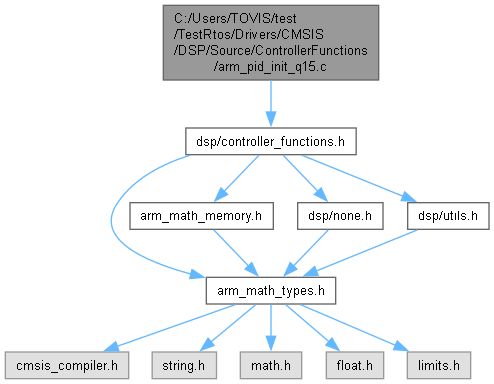 C:/Users/TOVIS/test
/TestRtos/Drivers/CMSIS
/DSP/Source/ControllerFunctions
/arm_pid_init_q15.c
dsp/controller_functions.h
arm_math_memory.h
dsp/none.h
dsp/utils.h
arm_math_types.h
cmsis_compiler.h
string.h
math.h
float.h
limits.h